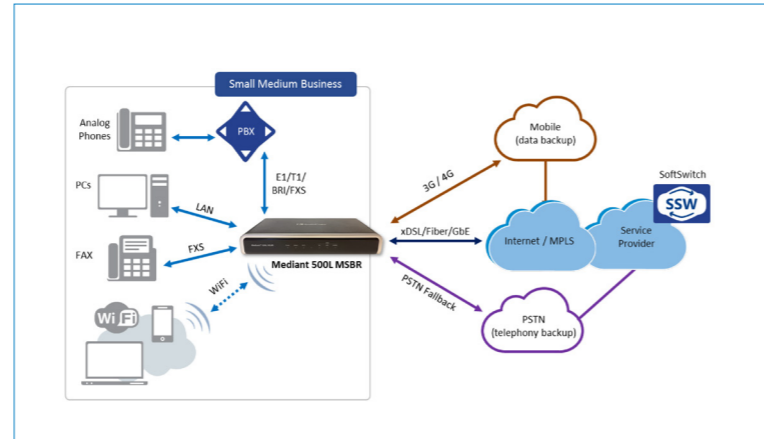 Small Medium Business
Analog
Phones
PBX
E1/T1/
BRI/FXS
PCs
LAN
FAX
FXS
Mediant 500L MSBR
WiFi
Wi Fi
3G / 4G
Mobile
(data backup)
SoftSwitch
SSW
xDSL/Fiber/GbE
Internet / MPLS
Service
Provider
PSTN Fallback
PSTN
(telephony backup)